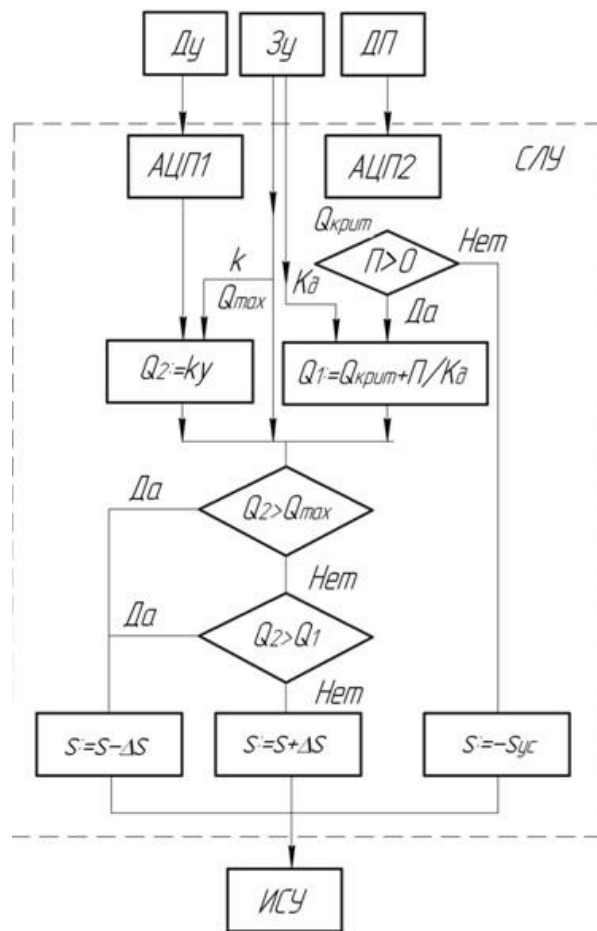 Ду
Зу
ДП
СЛУ
АЦП1
АЦП2
Qкрит
П>0
Нет
Да
k
Qmax
Kд
Q2:=ky
Q1:=Qкрит+П/Kд
Да
Q2>Qmax
Нет
Да
Q2>Q1
Нет
S:=S-ΔS
S:=S+ΔS
S:=-Sус
ИСУ